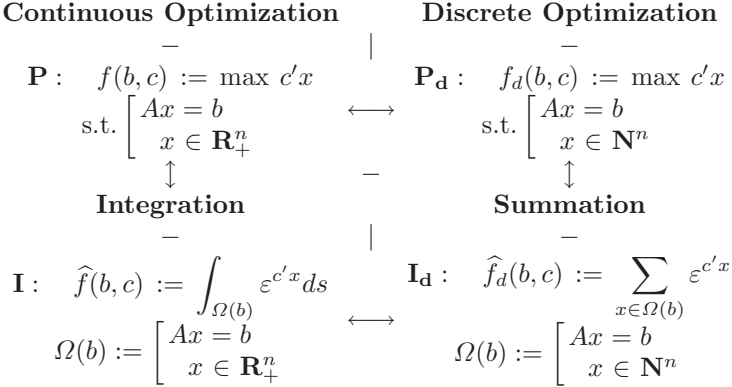 Continuous Optimization Discrete Optimization
– | –
P : f(b, c) := max c′x P_d : f_d(b, c) := max c′x
s.t. [ Ax = b ⟷ s.t. [ Ax = b
x ∈ R^n_+ x ∈ N^n
↕ – ↕
Integration Summation
– | –
I : f̂(b, c) := ∫_{Ω(b)} ε^{c′x} ds I_d : f̂_d(b, c) := ∑_{x∈Ω(b)} ε^{c′x}
⟷
Ω(b) := [ Ax = b Ω(b) := [ Ax = b
x ∈ R^n_+ x ∈ N^n